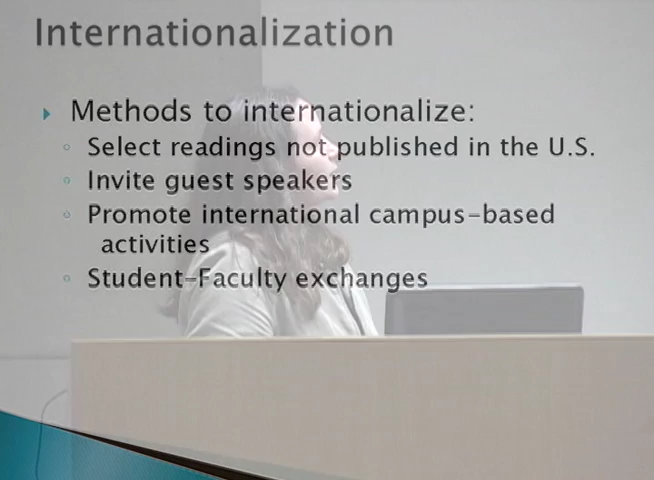 Internationalization
Methods to internationalize:
Select readings not published in the U.S.
Invite guest speakers
Promote international campus-based
activities
Student-Faculty exchanges